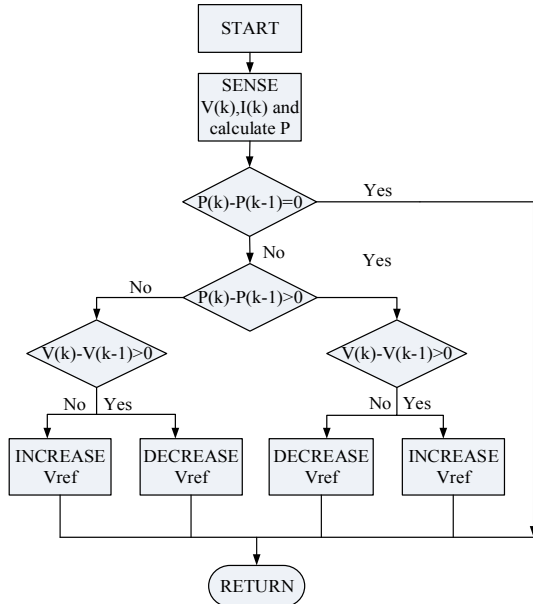 START
SENSE
V(k),I(k) and
calculate P
P(k)-P(k-1)=0
Yes
No
Yes
P(k)-P(k-1)>0
No
V(k)-V(k-1)>0
V(k)-V(k-1)>0
No
Yes
No
Yes
INCREASE
Vref
DECREASE
Vref
DECREASE
Vref
INCREASE
Vref
RETURN